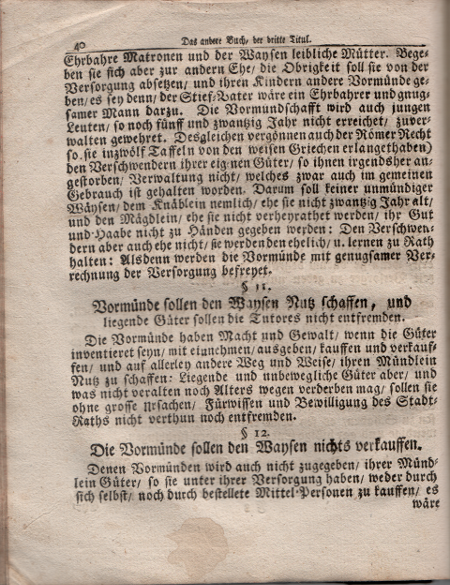 40 Das andere Buch, der dritte Titul.
Ehrbahre Matronen und der Waysen leibliche Mütter. Bege-
ben sie sich aber zur andern Ehe/ die Obrigkeit soll sie von der
Versorgung absetzen/ und ihren Kindern andere Vormünde ge-
ben/ es sey denn/ der Stief-Vater wäre ein Ehrbahrer und gnug-
samer Mann darzu. Die Vormundschafft wird auch jungen
Leuten/ so noch fünff und zwantzig Jahr nicht erreichet/ zuver-
walten gewehret. Desgleichen vergönnen auch der Römer Recht
so sie inzwölf Taffeln von den weisen Griechen erlanget haben)
den Verschwendern ihrer eignen Güter/ so ihnen irgendsher an-
gestorben/ Verwaltung nicht/ welches zwar auch im gemeinen
Gebrauch ist gehalten worden. Darum soll keiner unmündiger
Wäysen/ dem Knäblein nemlich/ ehe sie nicht zwantzig Jahr alt/
und den Mägdlein/ ehe sie nicht verheyrathet werden/ ihr Gut
und Haabe nicht zu Händen gegeben werden: Den Verschwen-
dern aber auch ehe nicht/ sie werden den ehelich/ u. lernen zu Rath
halten: Alsdenn werden die Vormünde mit genugsamer Ver-
rechnung der Versorgung befreyet.
§ 11.
Vormünde sollen den Waysen Nutz schaffen, und
liegende Güter sollen die Tutores nicht entfremden.
Die Vormünde haben Macht und Gewalt/ wenn die Güter
inventieret seyn/ mit einnehmen/ ausgeben/ kauffen und verkauf-
fen/ und auf allerley andere Weg und Weise/ ihren Mündlein
Nutz zu schaffen: Liegende und unbewegliche Güter aber/ und
was nicht veralten noch Alters wegen verderben mag/ sollen sie
ohne grosse Ursachen/ Fürwissen und Bewilligung des Stadt-
Raths nicht verthun noch entfremden.
§ 12.
Die Vormünde sollen den Waysen nichts verkauffen.
Denen Vormünden wird auch nicht zugegeben/ ihrer Münd-
lein Güter/ so sie unter ihrer Versorgung haben/ weder durch
sich selbst/ noch durch bestellete Mittel-Personen zu kauffen/ es
wäre